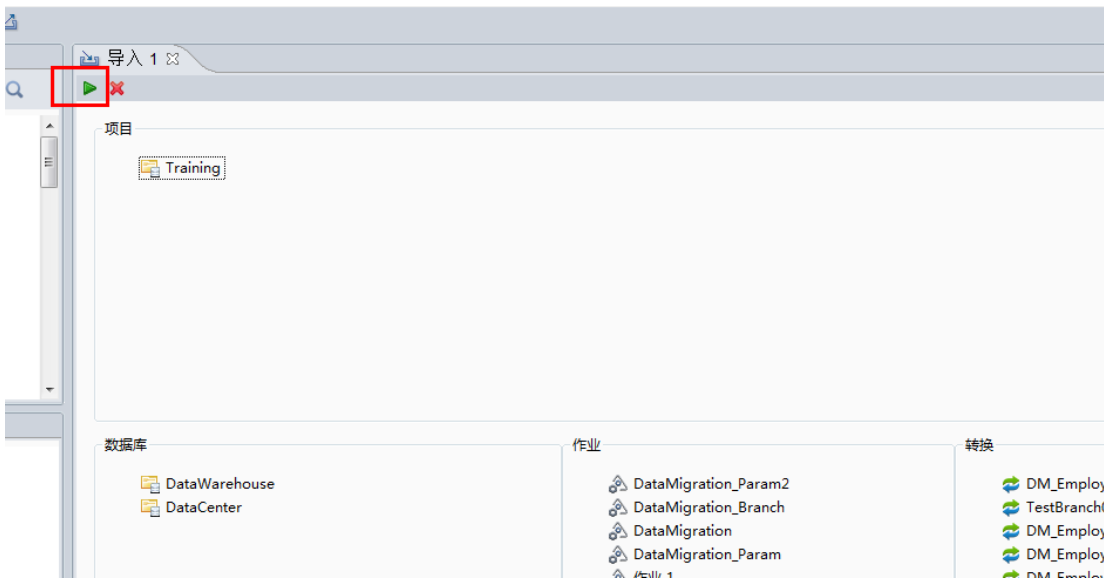 导入 1
项目
Training
数据库
作业
转换
DataWarehouse
DataMigration_Param2
DM_Employ
DataCenter
DataMigration_Branch
TestBranch
DataMigration
DM_Employ
DataMigration_Param
DM_Employ
作业 1
DM_Employ